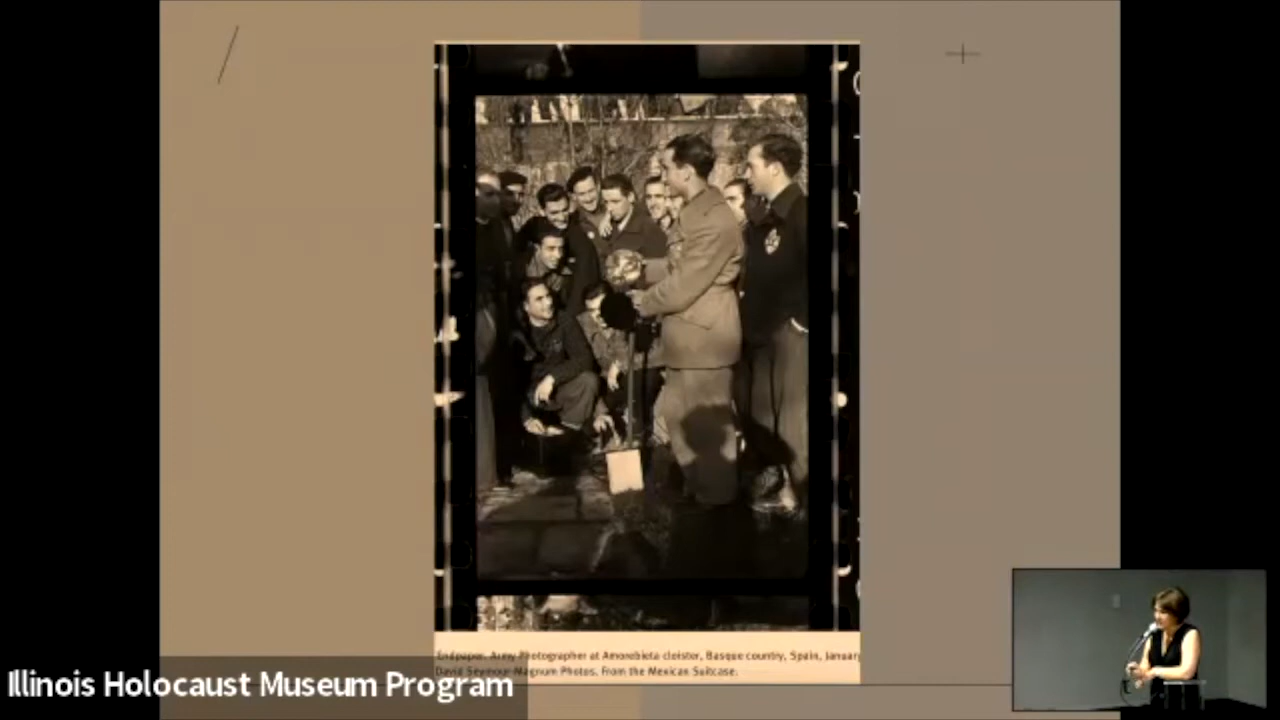 Endpaper. Army Photographer at Amorebieta cloister, Basque country, Spain, January
David Seymour-Magnum Photos. From the Mexican Suitcase.
Illinois Holocaust Museum Program